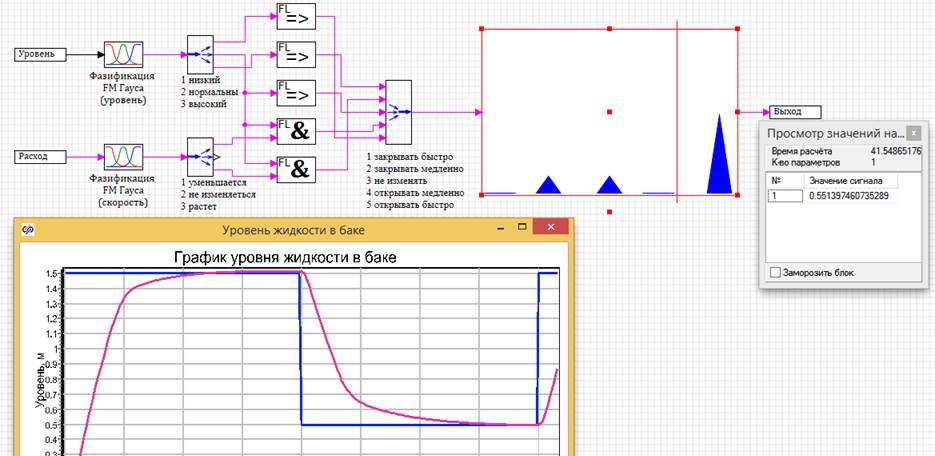 Уровень
Фазификация
FM Гауса
(уровень)
1 низкий
2 нормальны
3 высокий
FL
=>
FL
=>
FL
=>
FL
&
FL
&
Расход
Фазификация
FM Гауса
(скорость)
1 уменьшается
2 не изменяеться
3 растет
1 закрывать быстро
2 закрывать медленно
3 не изменять
4 открывать медленно
5 открывать быстро
Выход
Просмотр значений на...
Время расчёта 41.54865176
К-во параметров 1
№ Значение сигнала
1 0.551397460735289
Заморозить блок
Уровень жидкости в баке
График уровня жидкости в баке
Уровень, м
1.5
1.4
1.3
1.2
1.1
1
0.9
0.8
0.7
0.6
0.5
0.4
0.3